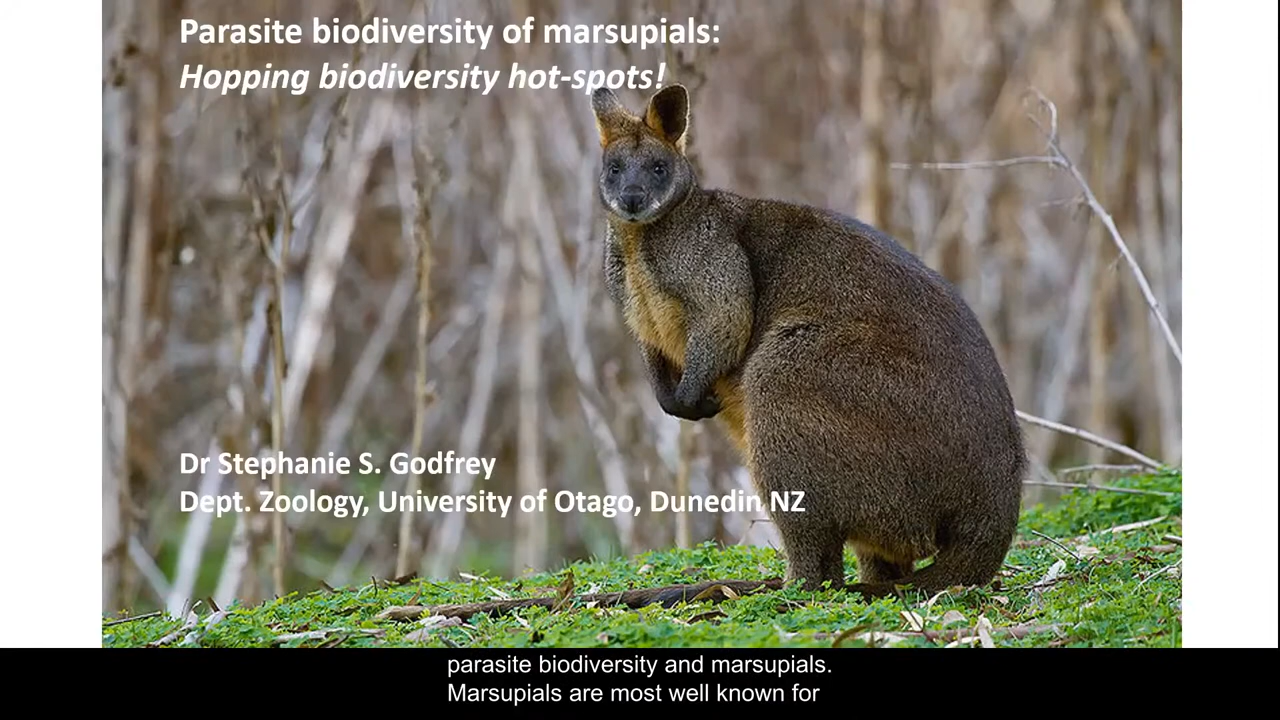 Parasite biodiversity of marsupials:
Hopping biodiversity hot-spots!
Dr Stephanie S. Godfrey
Dept. Zoology, University of Otago, Dunedin NZ
parasite biodiversity and marsupials.
Marsupials are most well known for